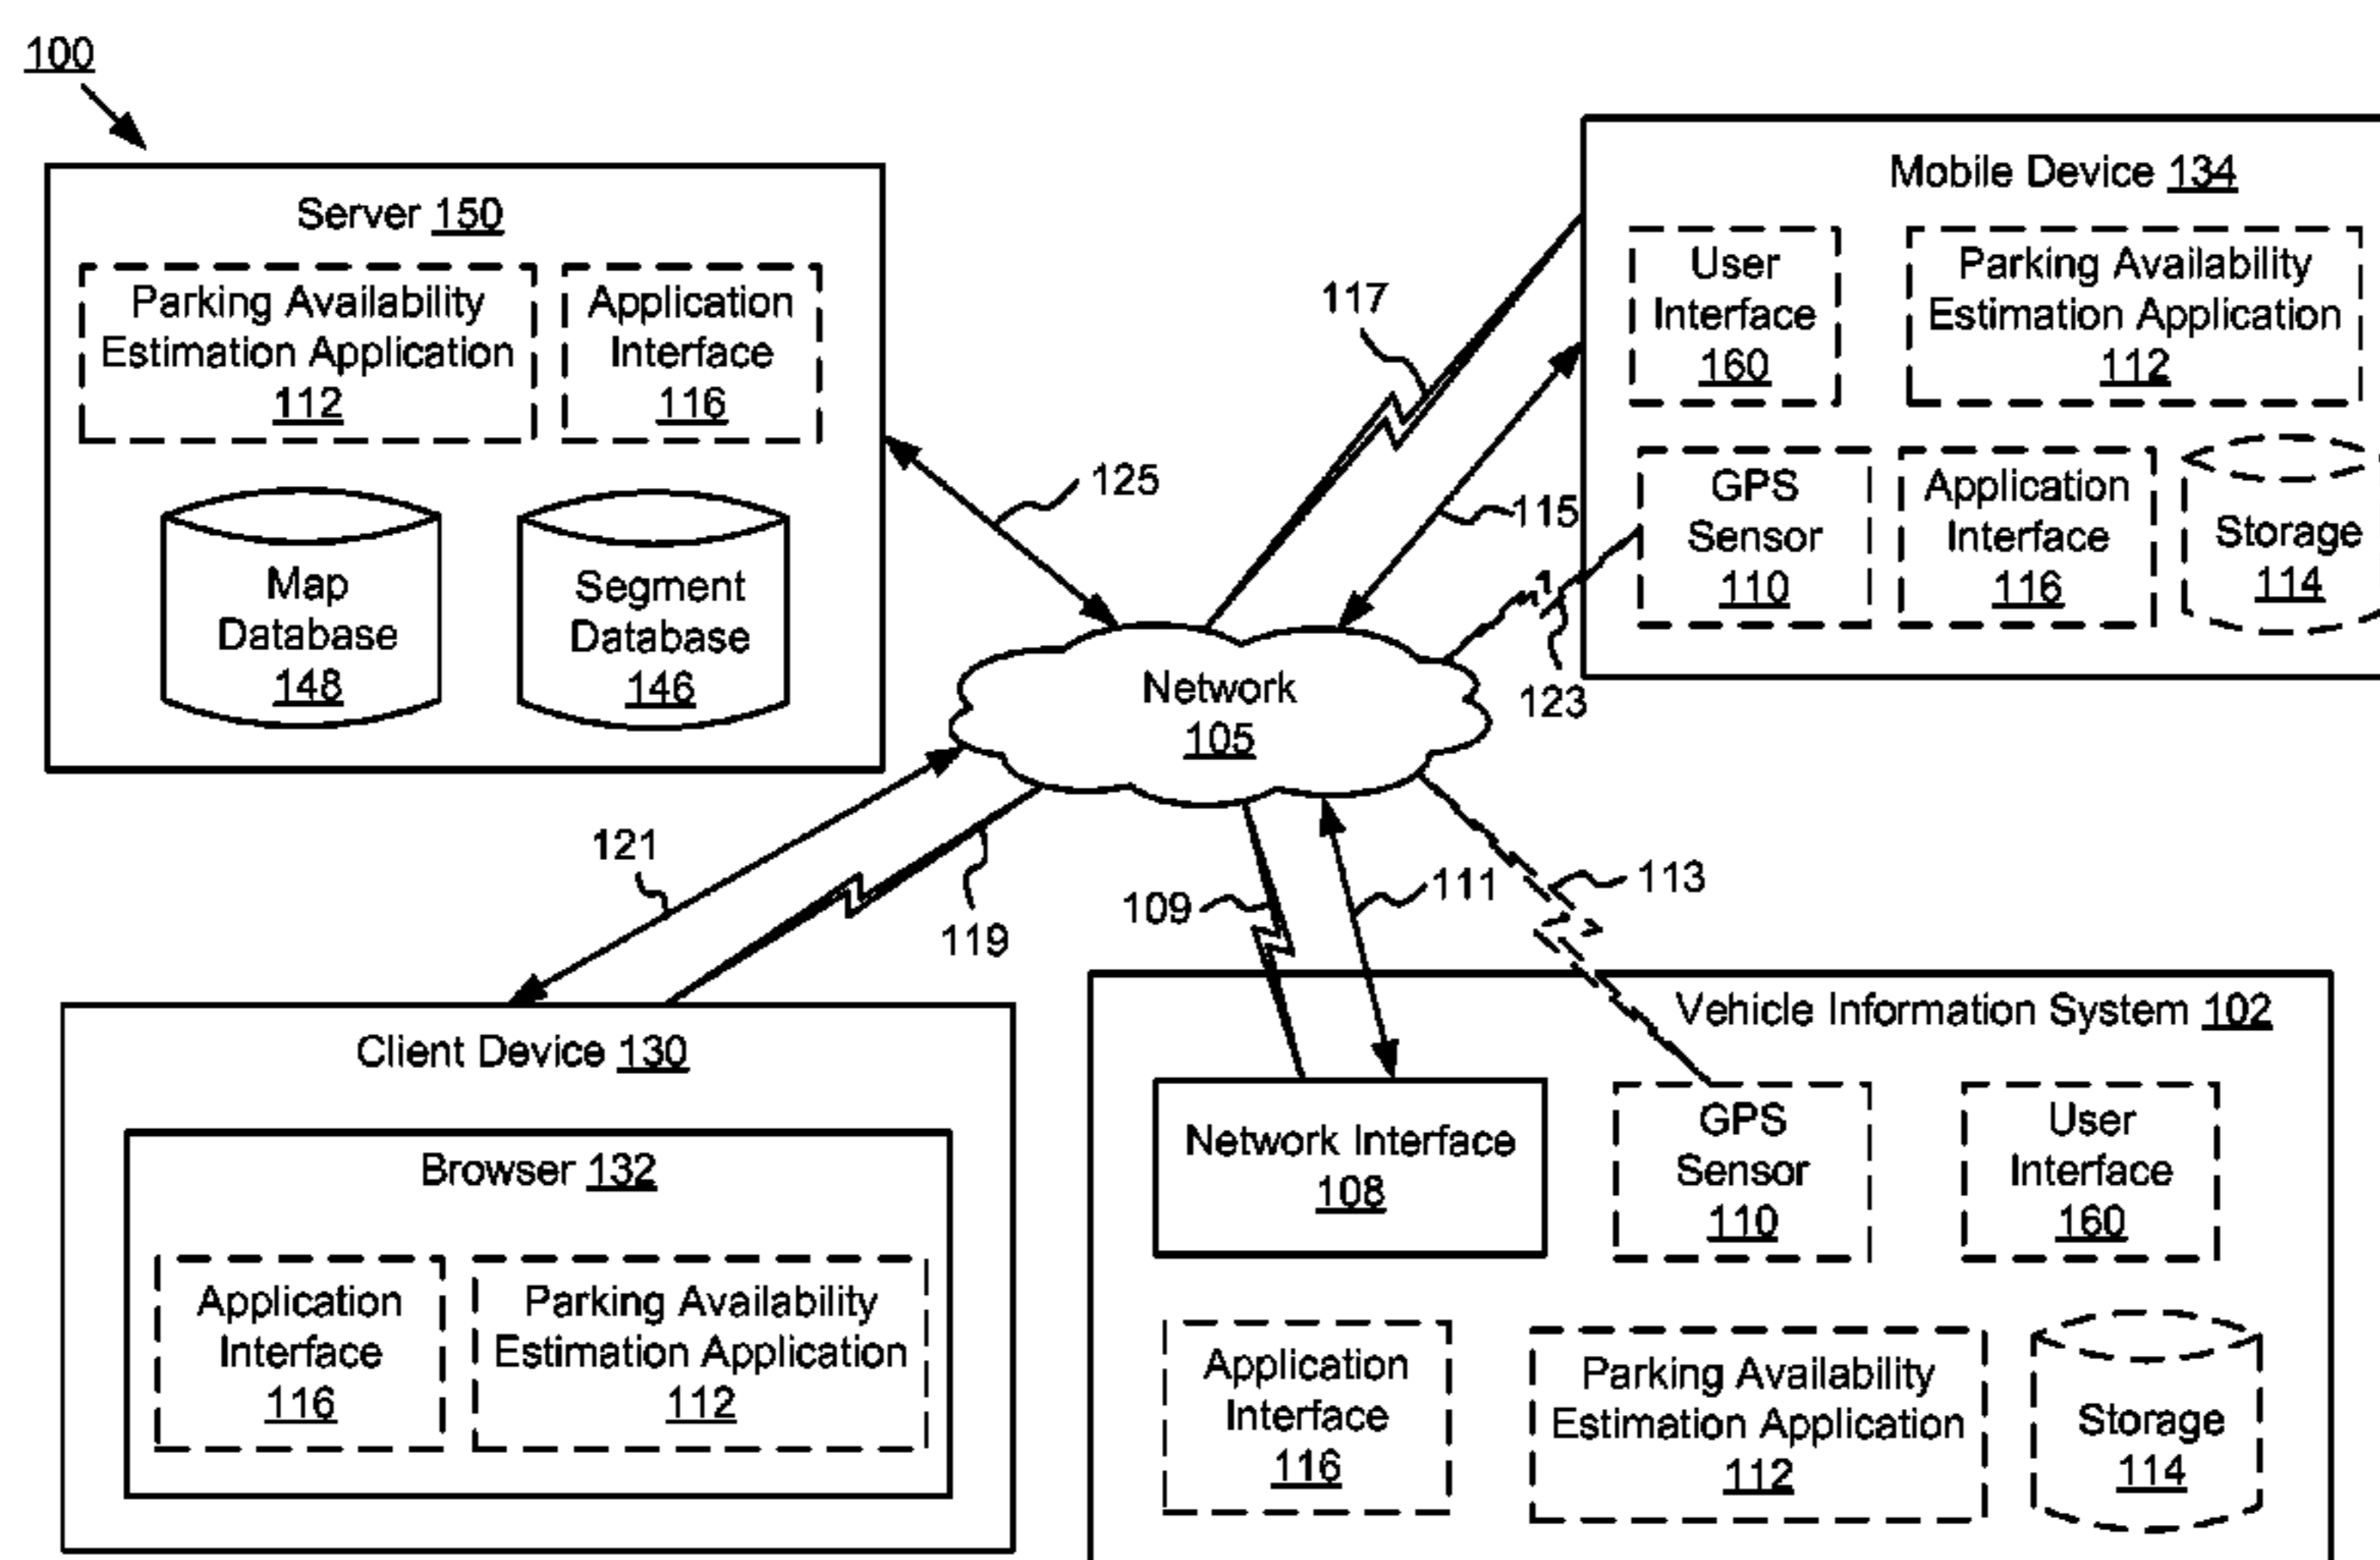 100
Server 150
Parking Availability
Estimation Application
112
Application
Interface
116
Map
Database
148
Segment
Database
146
125
117
115
123
Mobile Device 134
User
Interface
160
Parking Availability
Estimation Application
112
GPS
Sensor
110
Application
Interface
116
Storage
114
Network
105
121
119
109
111
113
Client Device 130
Browser 132
Application
Interface
116
Parking Availability
Estimation Application
112
Vehicle Information System 102
Network Interface
108
GPS
Sensor
110
User
Interface
160
Application
Interface
116
Parking Availability
Estimation Application
112
Storage
114